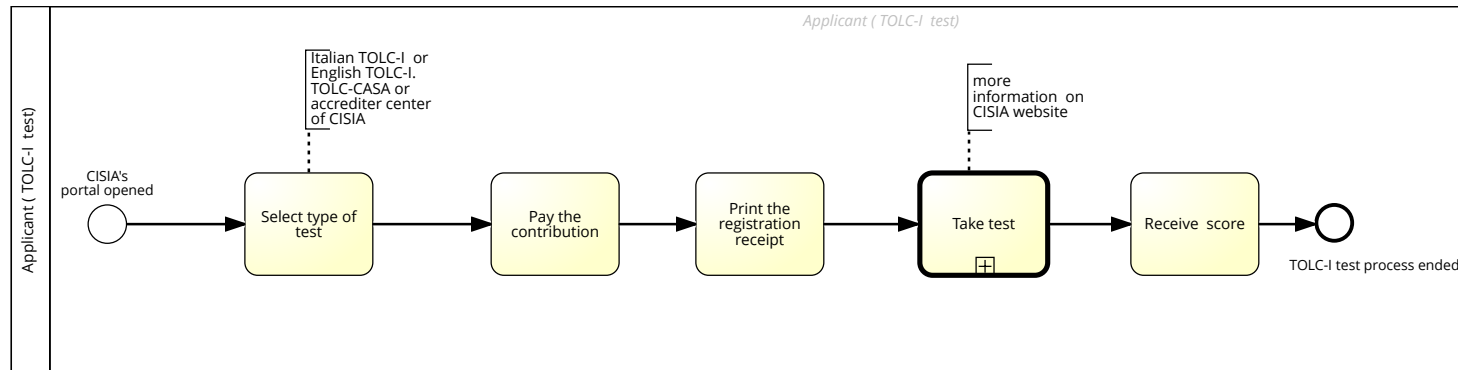 Applicant ( TOLC-I  test)
Applicant ( TOLC-I  test)
Italian TOLC-I  or
English TOLC-I.
TOLC-CASA or
accrediter center
of CISIA
more
information  on
CISIA website
CISIA's
portal opened
Select type of
test
Pay the
contribution
Print the
registration
receipt
Take test
Receive  score
TOLC-I test process ended